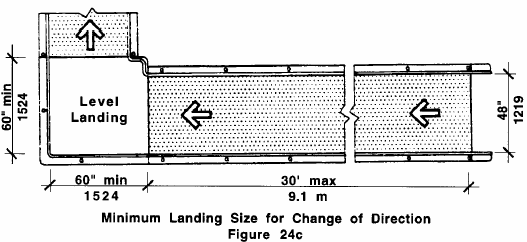 60" min
1524
Level
Landing
48"
1219
60" min
1524
30' max
9.1 m
Minimum Landing Size for Change of Direction
Figure 24c